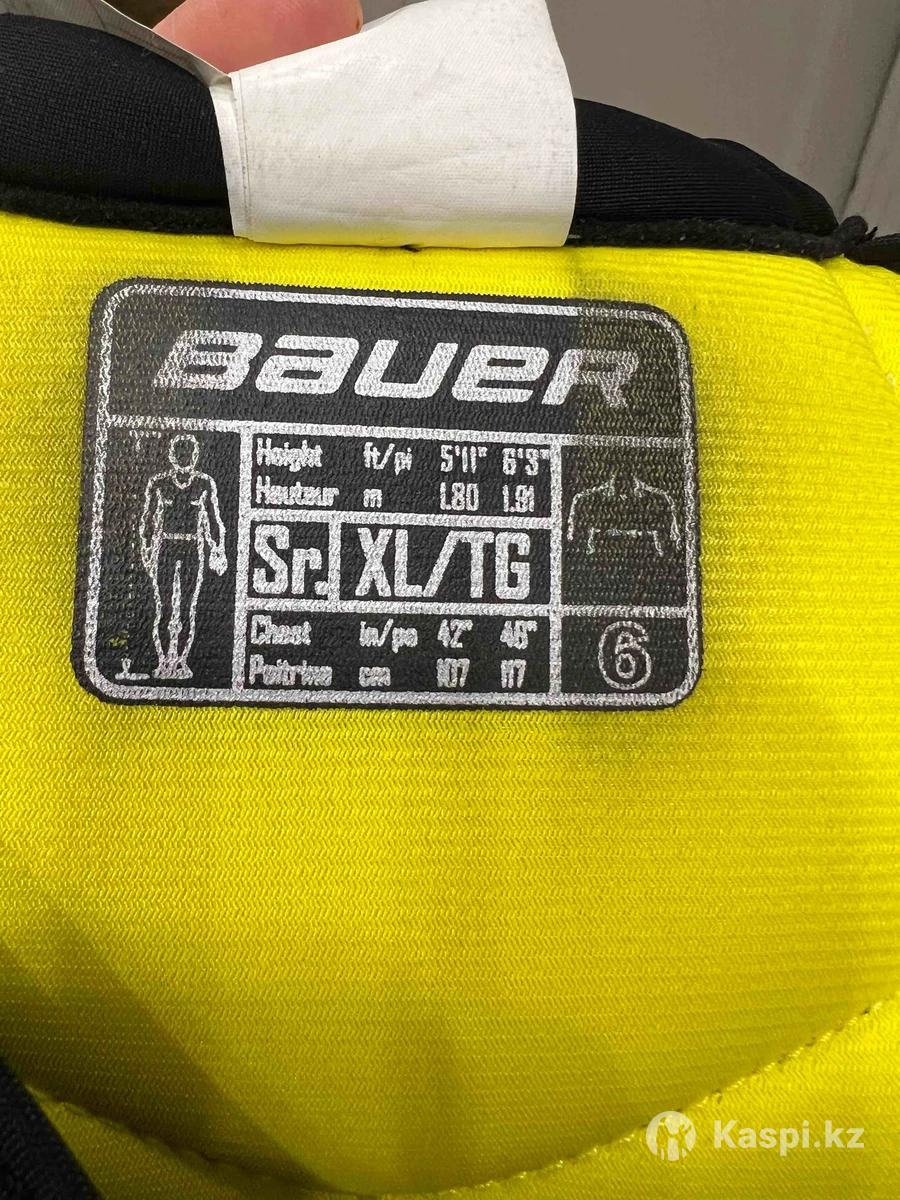 BAUER
Height ft/pi 5'11" 6'3"
Hauteur m 1.80 1.91
Sr. XL/TG
Chest in/po 42" 46"
Poitrine cm 107 117
6
Kaspi.kz